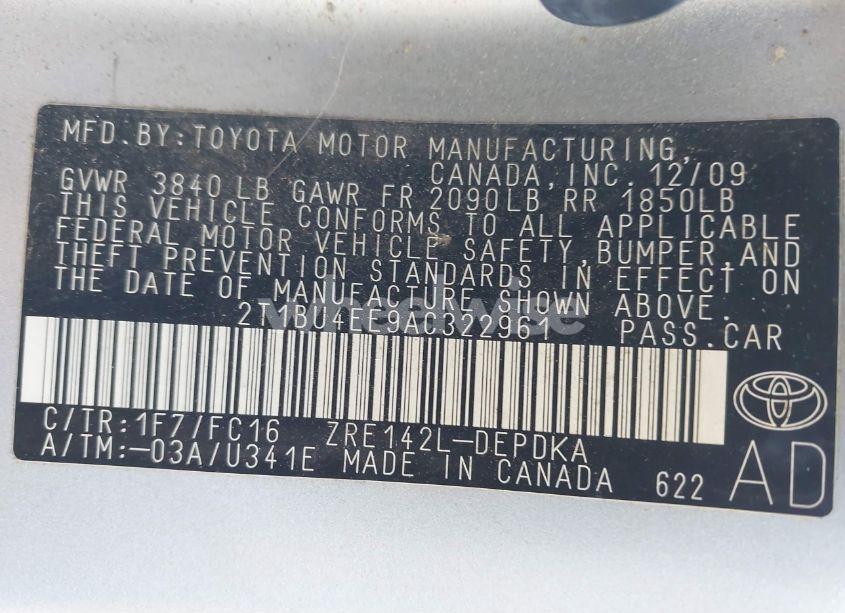 MFD. BY:TOYOTA MOTOR MANUFACTURING,
CANADA, INC. 12/09
GVWR 3840 LB GAWR FR 2090LB RR 1850LB
THIS VEHICLE CONFORMS TO ALL APPLICABLE
FEDERAL MOTOR VEHICLE SAFETY, BUMPER, AND
THEFT PREVENTION STANDARDS IN EFFECT ON
THE DATE OF MANUFACTURE SHOWN ABOVE.
wheelwise
PASS.CAR
C/TR:1F7/FC16 ZRE142L-DEPDKA
A/TM:-03A/U341E MADE IN CANADA 622 AD